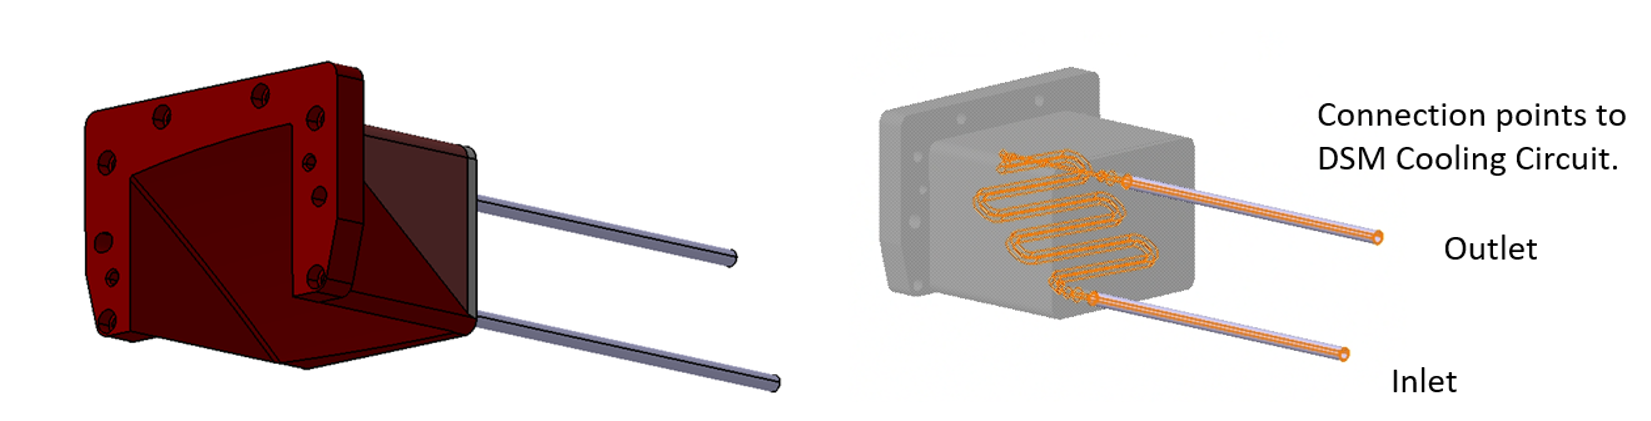 Connection points to
DSM Cooling Circuit.
Outlet
Inlet